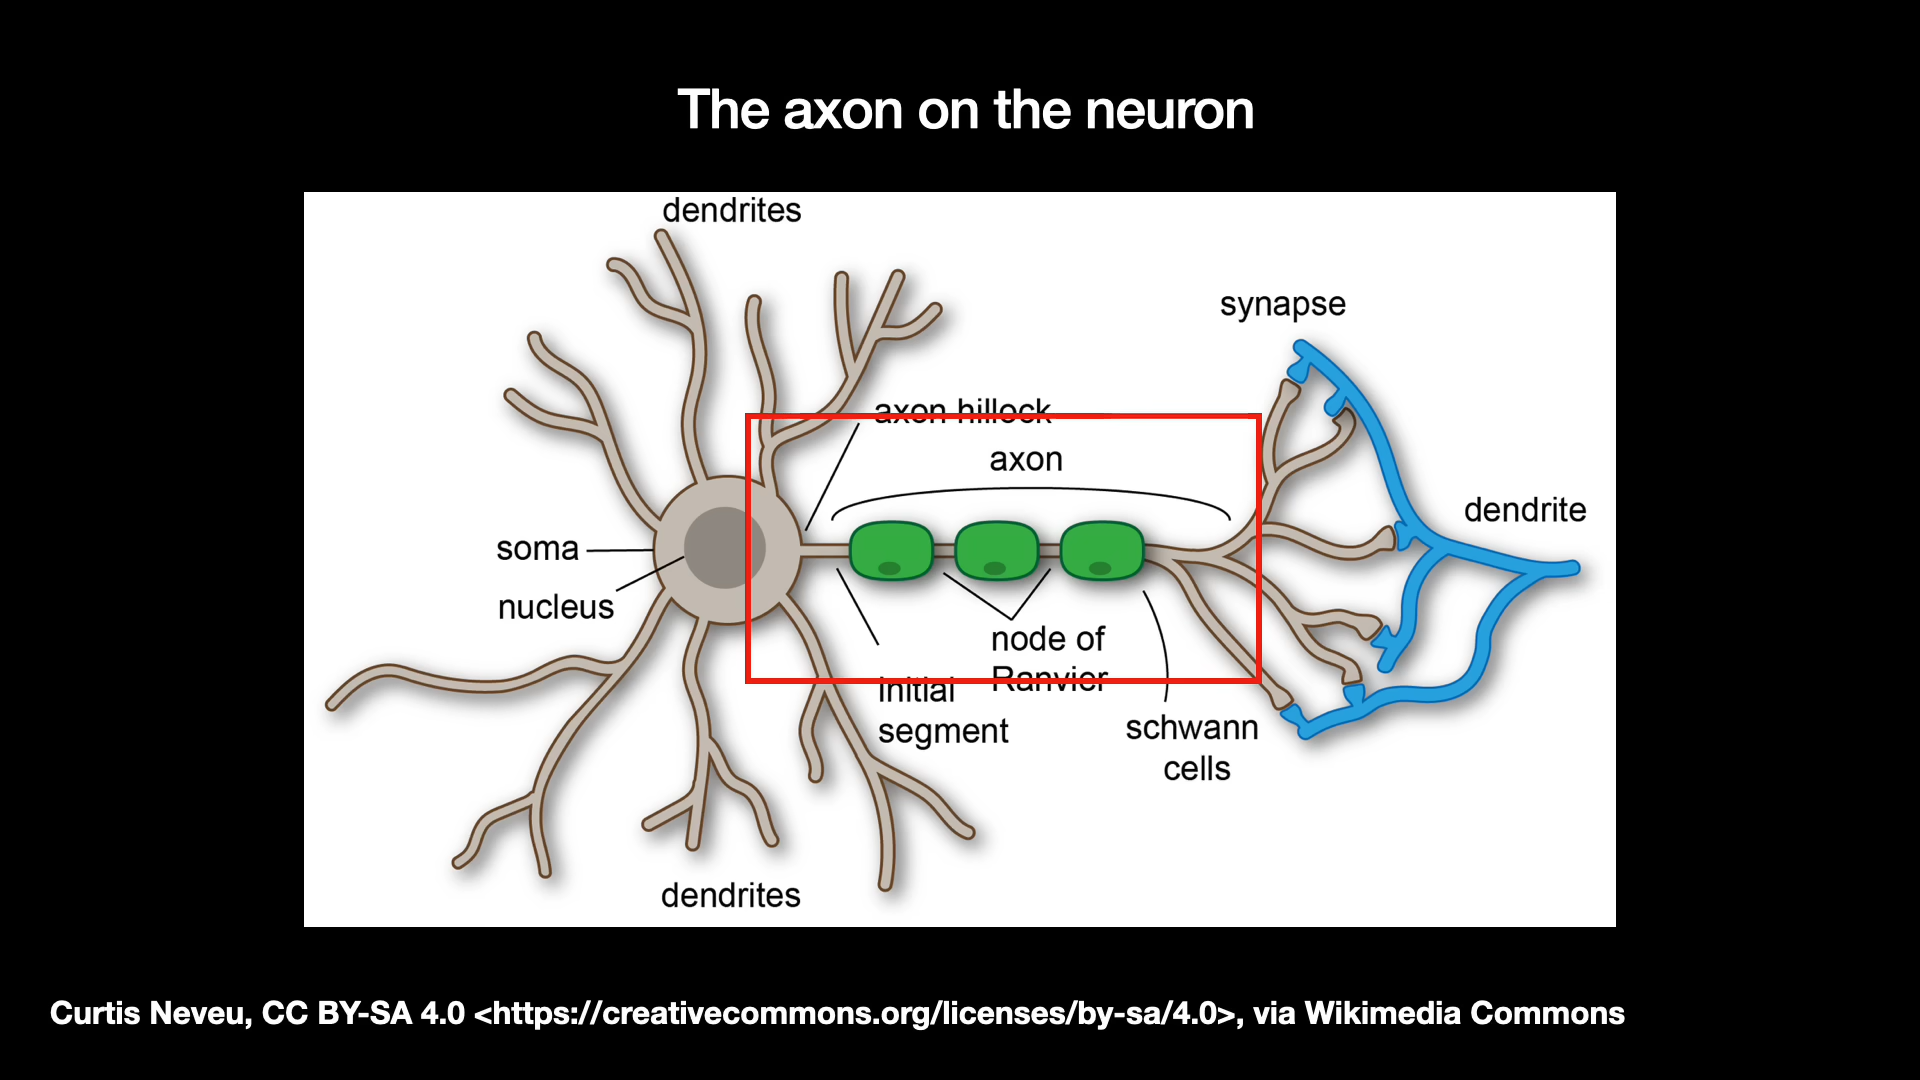 The axon on the neuron
dendrites
synapse
axon hillock
axon
dendrite
soma
nucleus
node of
Ranvier
initial
segment
schwann
cells
dendrites
Curtis Neveu, CC BY-SA 4.0 <https://creativecommons.org/licenses/by-sa/4.0>, via Wikimedia Commons